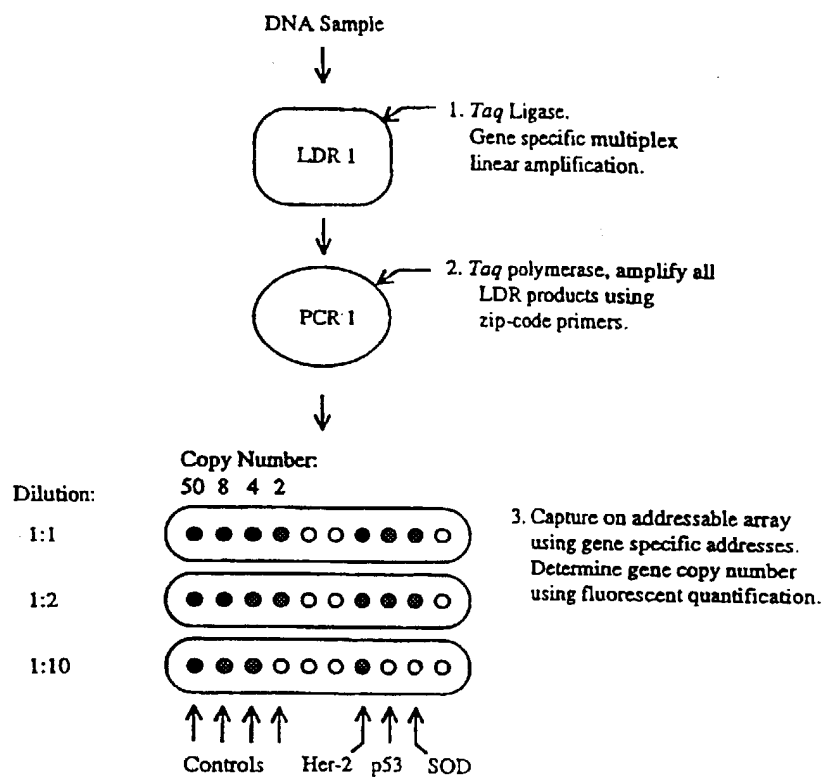 DNA Sample
1. Taq Ligase.
Gene specific multiplex
linear amplification.
LDR 1
2. Taq polymerase, amplify all
LDR products using
zip-code primers.
PCR 1
Copy Number:
50 8 4 2
Dilution:
1:1
1:2
1:10
3. Capture on addressable array
using gene specific addresses.
Determine gene copy number
using fluorescent quantification.
Controls
Her-2 p53 SOD